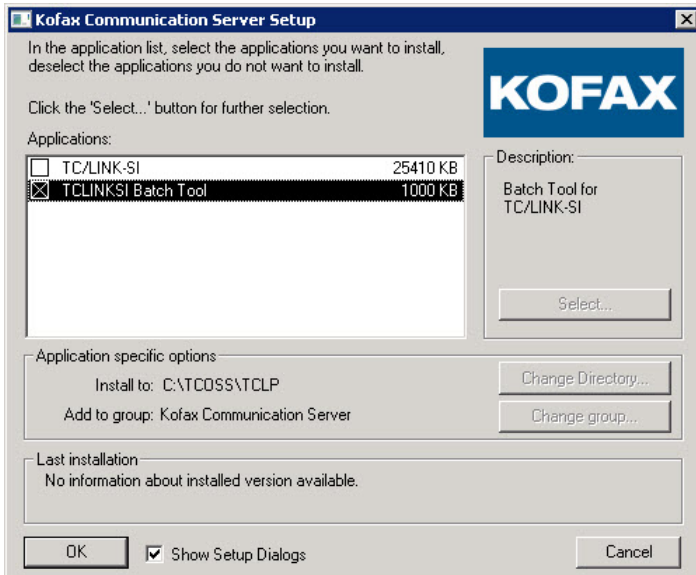 Kofax Communication Server Setup
In the application list, select the applications you want to install,
deselect the applications you do not want to install.
Click the 'Select...' button for further selection.
KOFAX
Applications:
TC/LINK-SI 25410 KB
TCLINKSI Batch Tool 1000 KB
Description:
Batch Tool for
TC/LINK-SI
Select...
Application specific options
Install to: C:\TCOSS\TCLP
Change Directory...
Add to group: Kofax Communication Server
Change group...
Last installation
No information about installed version available.
OK
Show Setup Dialogs
Cancel